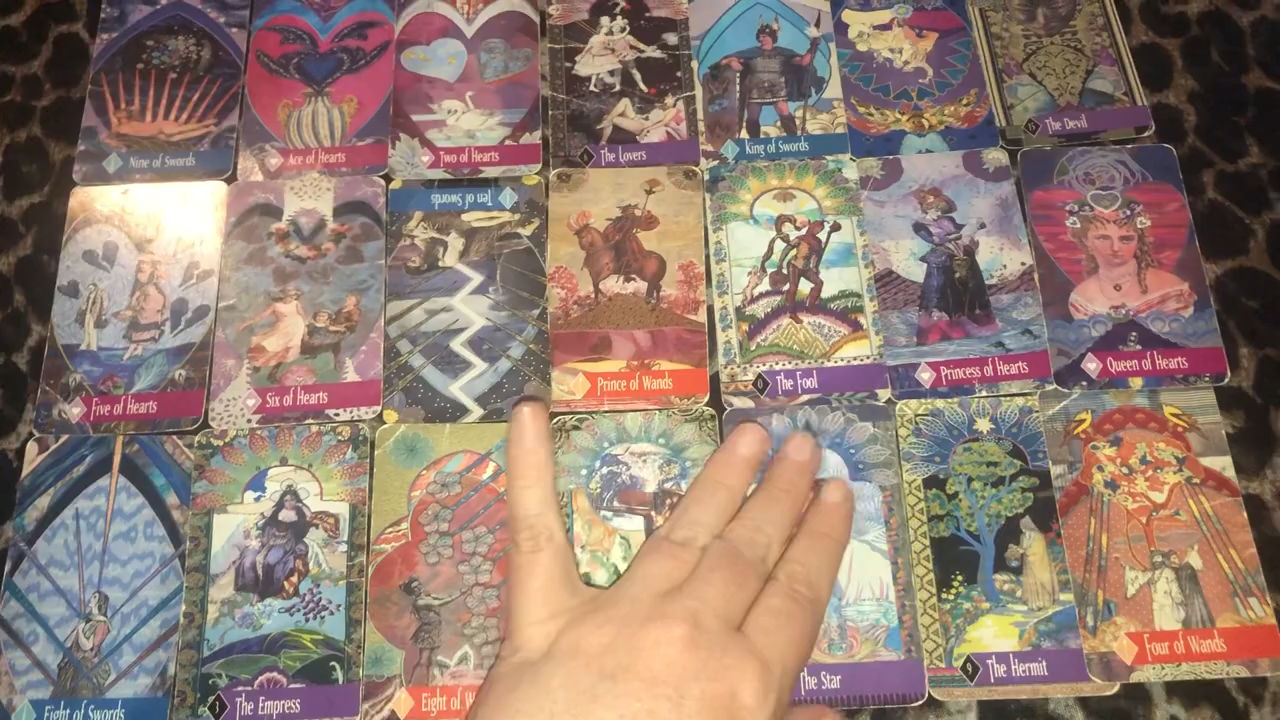 Nine of Swords
Ace of Hearts
Two of Hearts
6 The Lovers
King of Swords
15 The Devil
Five of Hearts
Six of Hearts
Ten of Swords
Prince of Wands
0 The Fool
Princess of Hearts
Queen of Hearts
Eight of Swords
3 The Empress
Eight of W
The Star
9 The Hermit
Four of Wands